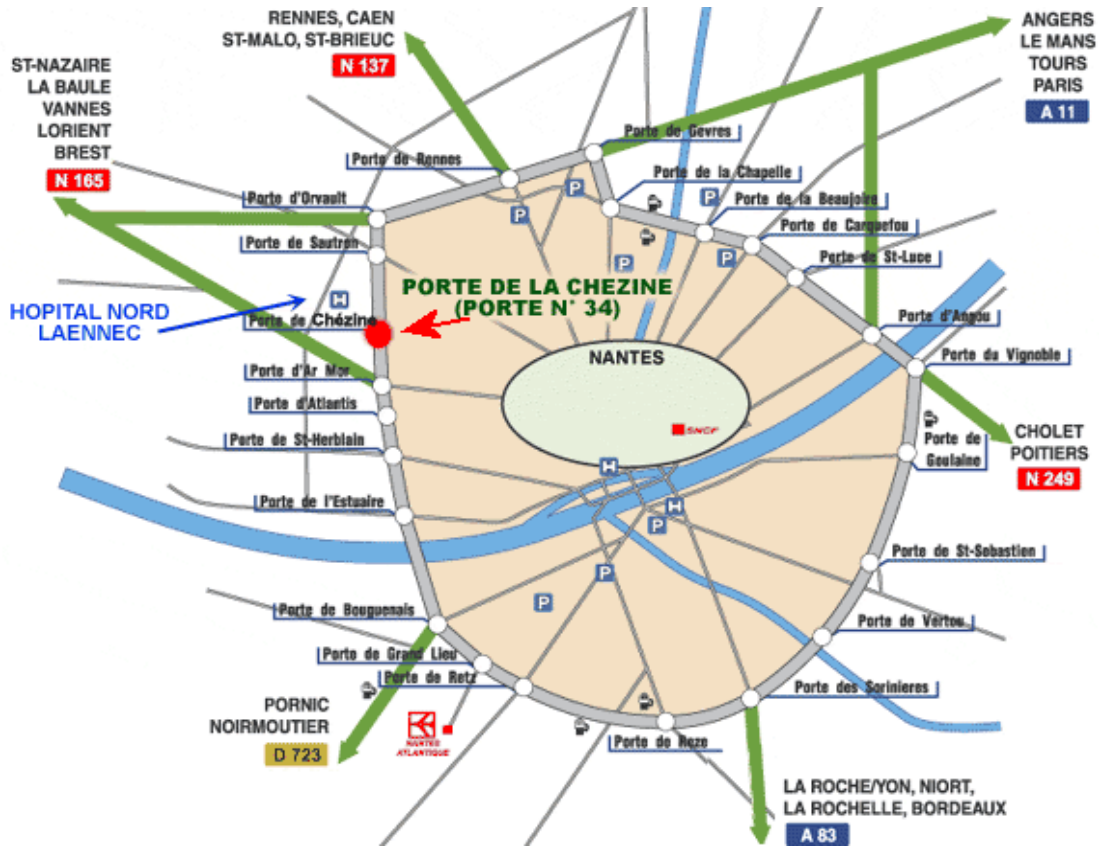 RENNES, CAEN
ST-MALO, ST-BRIEUC
N 137
ANGERS
LE MANS
TOURS
PARIS
A 11
ST-NAZAIRE
LA BAULE
VANNES
LORIENT
BREST
N 165
Porte de Gevres
Porte de Rennes
Porte de la Chapelle
Porte d'Orvault
Porte de la Beaujoire
Porte de Carquefou
Porte de Sautron
Porte de St-Luce
HOPITAL NORD
LAENNEC
H
PORTE DE LA CHEZINE
(PORTE N° 34)
Porte de Chézine
Porte d'Angou
NANTES
Porte du Vignoble
Porte d'Ar Mor
Porte d'Atlantis
SNCF
Porte de St-Herblain
Porte de
Goulaine
CHOLET
POITIERS
N 249
H
Porte de l'Estuaire
H
P
P
P
P
P
P
P
P
Porte de St-Sebastien
Porte de Bouguenais
Porte de Vertou
Porte de Grand Lieu
Porte de Retz
Porte des Sorinieres
PORNIC
NOIRMOUTIER
D 723
NANTES
ATLANTIQUE
Porte de Reze
LA ROCHE/YON, NIORT,
LA ROCHELLE, BORDEAUX
A 83